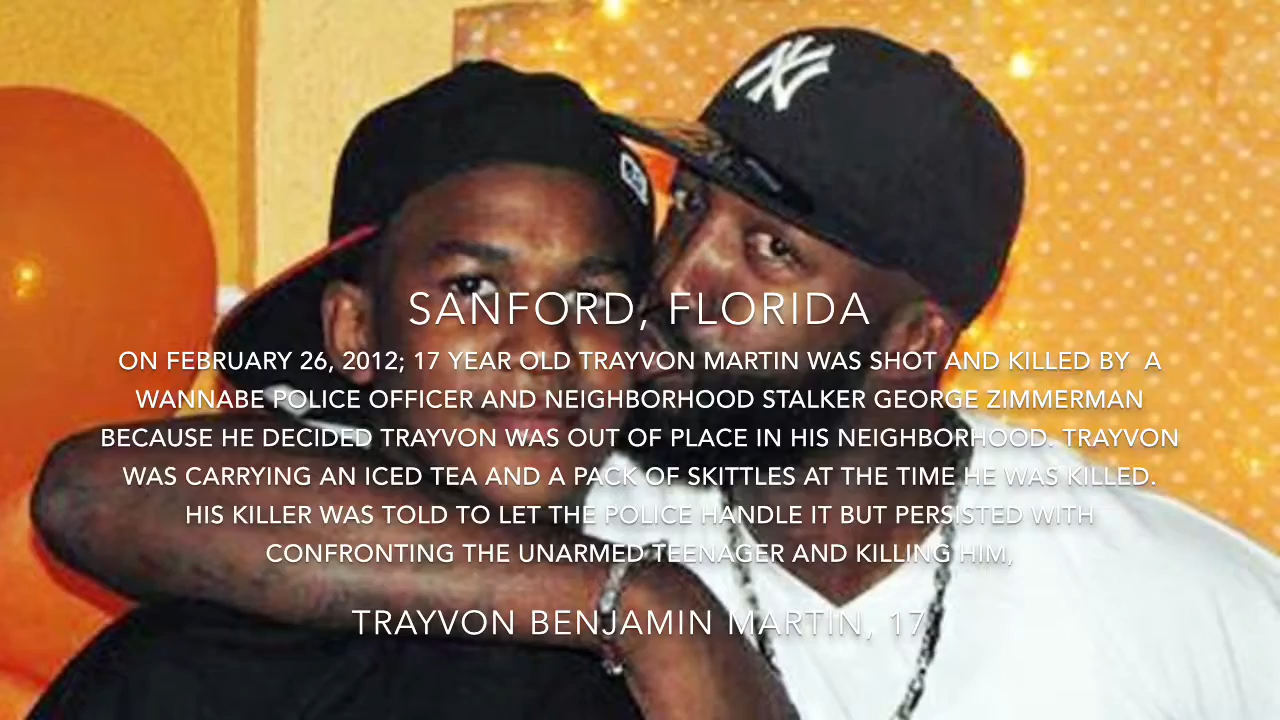 NY
SANFORD, FLORIDA
ON FEBRUARY 26, 2012; 17 YEAR OLD TRAYVON MARTIN WAS SHOT AND KILLED BY  A
WANNABE POLICE OFFICER AND NEIGHBORHOOD STALKER GEORGE ZIMMERMAN
BECAUSE HE DECIDED TRAYVON WAS OUT OF PLACE IN HIS NEIGHBORHOOD. TRAYVON
WAS CARRYING AN ICED TEA AND A PACK OF SKITTLES AT THE TIME HE WAS KILLED.
HIS KILLER WAS TOLD TO LET THE POLICE HANDLE IT BUT PERSISTED WITH
CONFRONTING THE UNARMED TEENAGER AND KILLING HIM,
TRAYVON BENJAMIN MARTIN, 17